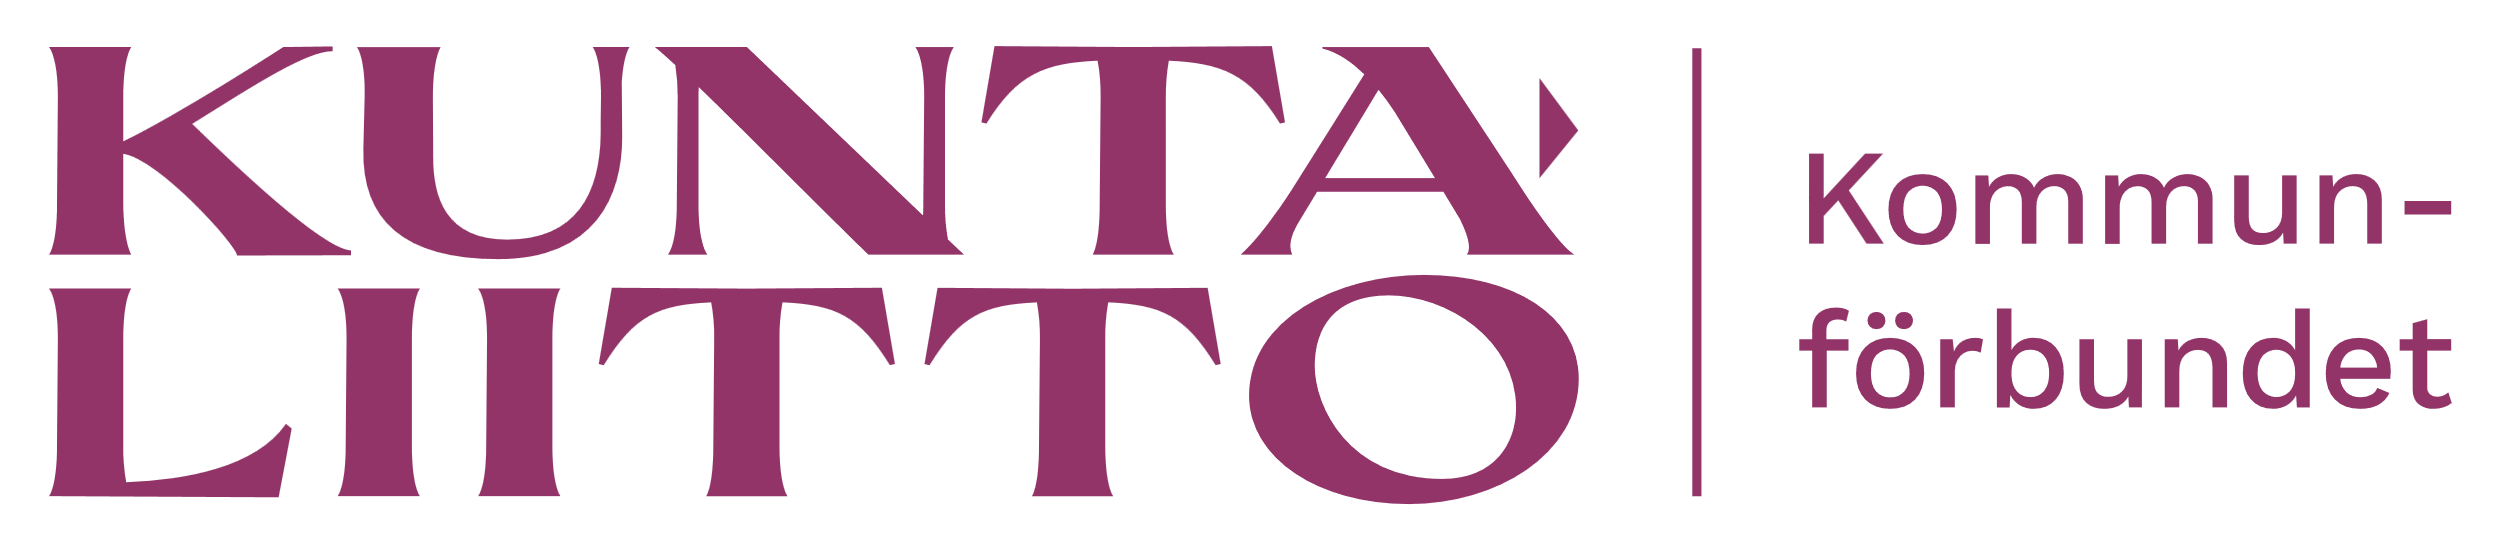 KUNTA
LIITTO
Kommun-
förbundet